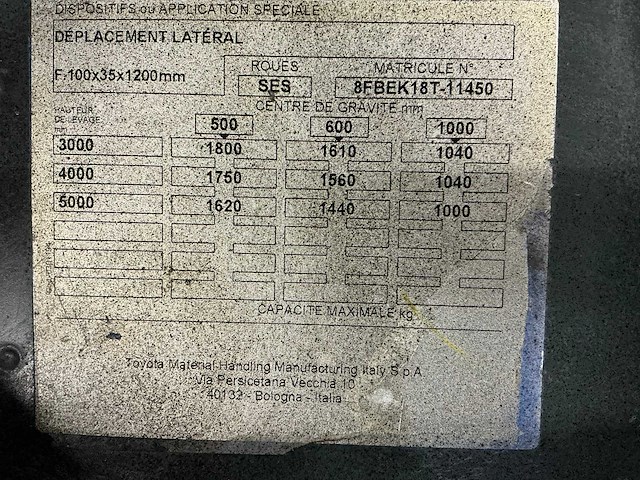 DISPOSITIFS OU APPLICATION SPECIALE
DEPLACEMENT LATÉRAL
F.100x35x1200mm
ROUES
MATRICULE N°
SES
8FBEK18T-11450
CENTRE DE GRAVITE mm
HAUTEUR
DE LEVAGE
mm
500 600 1000
3000 1800 1610 1040
4000 1750 1560 1040
5000 1620 1440 1000
CAPACITE MAXIMALE kg
Toyota Material Handling Manufacturing Italy S.p.A
Via Persicetana Vecchia 10
40132 - Bologna - Italia